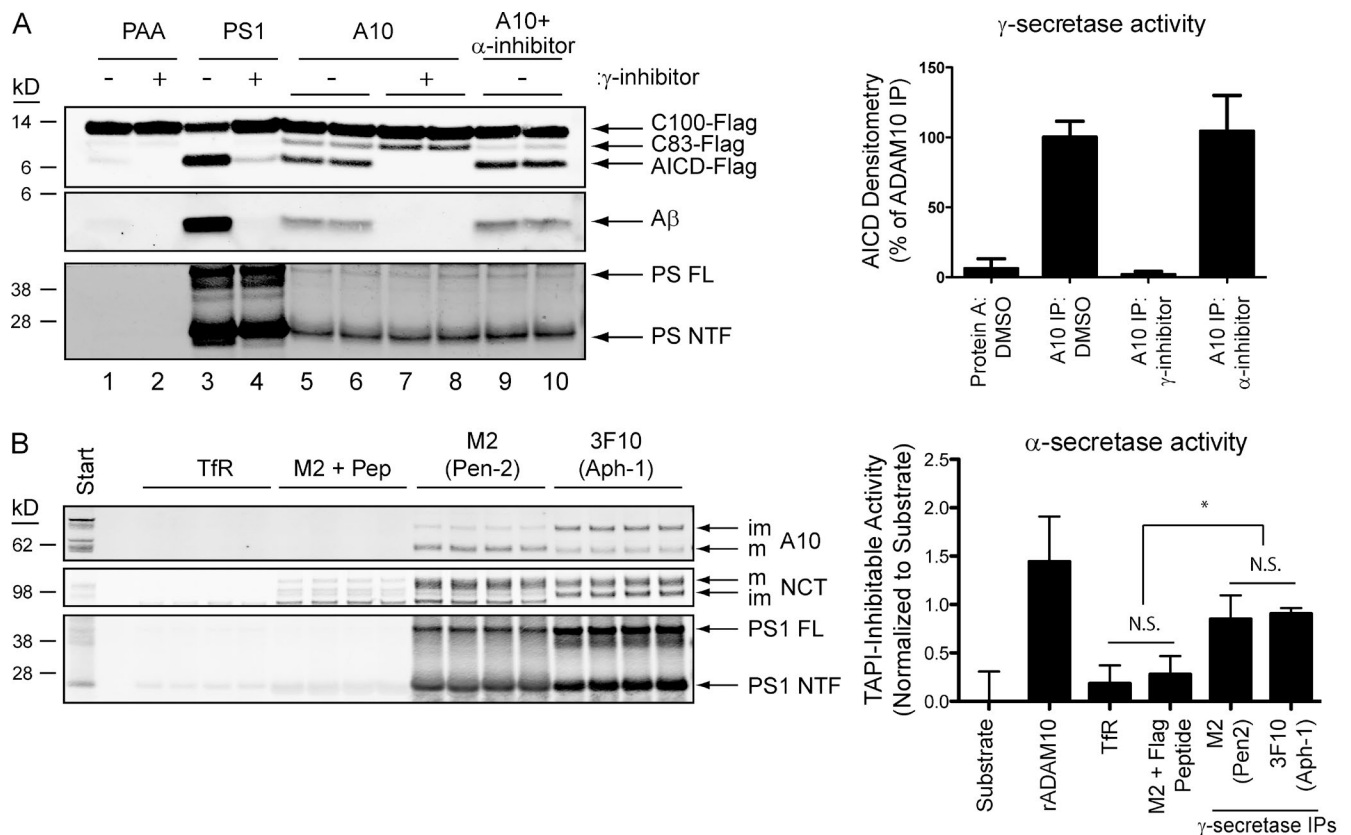 A
PAA PS1 A10 A10+
α-inhibitor
kD - + - + - + - :γ-inhibitor
14
C100-Flag
C83-Flag
6
AICD-Flag
6
Aβ
PS FL
38
28
PS NTF
1 2 3 4 5 6 7 8 9 10
γ-secretase activity
AICD Densitometry
(% of ADAM10 IP)
150
100
50
0
Protein A:
DMSO
A10 IP:
DMSO
A10 IP:
γ-inhibitor
A10 IP:
α-inhibitor
B
Start
TfR
M2 + Pep
M2
(Pen-2)
3F10
(Aph-1)
kD
62
im
m
A10
98
m
im
NCT
PS1 FL
38
28
PS1 NTF
α-secretase activity
TAPI-Inhibitable Activity
(Normalized to Substrate)
2.5
2.0
1.5
1.0
0.5
0.0
*
N.S.
N.S.
Substrate
rADAM10
TfR
M2 + Flag
Peptide
M2
(Pen2)
3F10
(Aph-1)
γ-secretase IPs